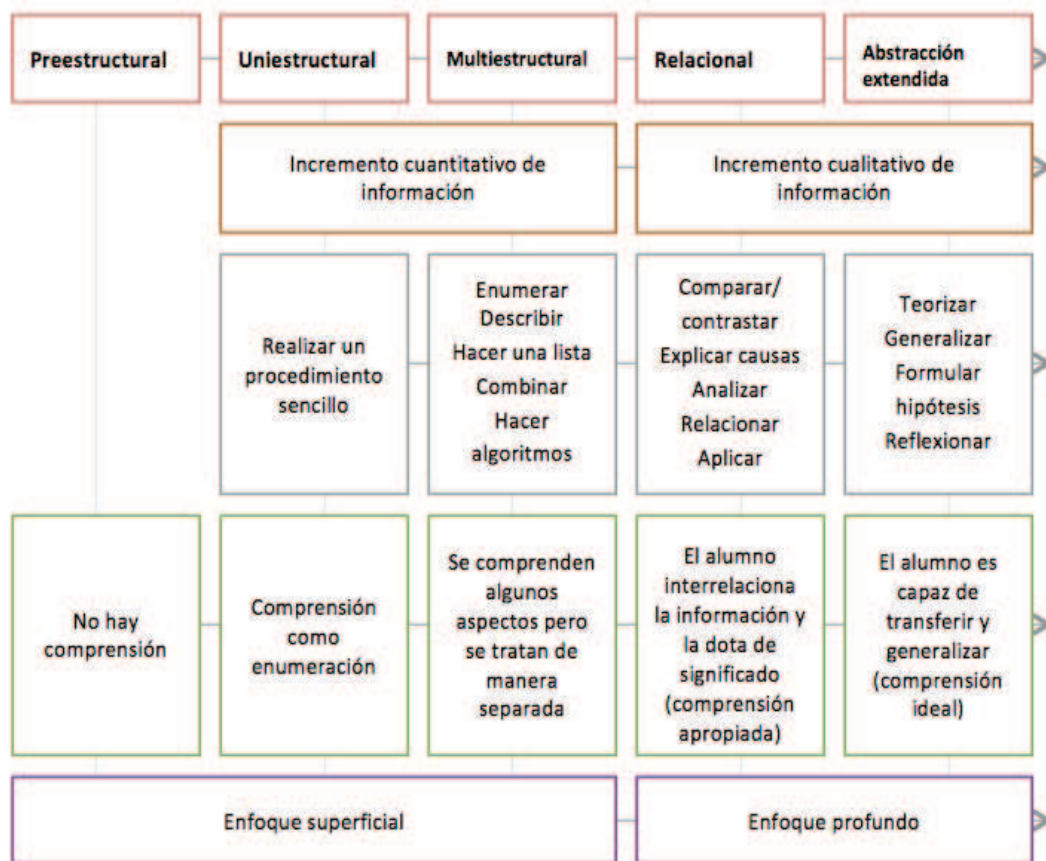 Preestructural
Uniestructural
Multiestructural
Relacional
Abstracción
extendida
Incremento cuantitativo de
información
Incremento cualitativo de
información
Realizar un
procedimiento
sencillo
Enumerar
Describir
Hacer una lista
Combinar
Hacer
algoritmos
Comparar/
contrastar
Explicar causas
Analizar
Relacionar
Aplicar
Teorizar
Generalizar
Formular
hipótesis
Reflexionar
No hay
comprensión
Comprensión
como
enumeración
Se comprenden
algunos
aspectos pero
se tratan de
manera
separada
El alumno
interrelaciona
la información y
la dota de
significado
(comprensión
apropiada)
El alumno es
capaz de
transferir y
generalizar
(comprensión
ideal)
Enfoque superficial
Enfoque profundo